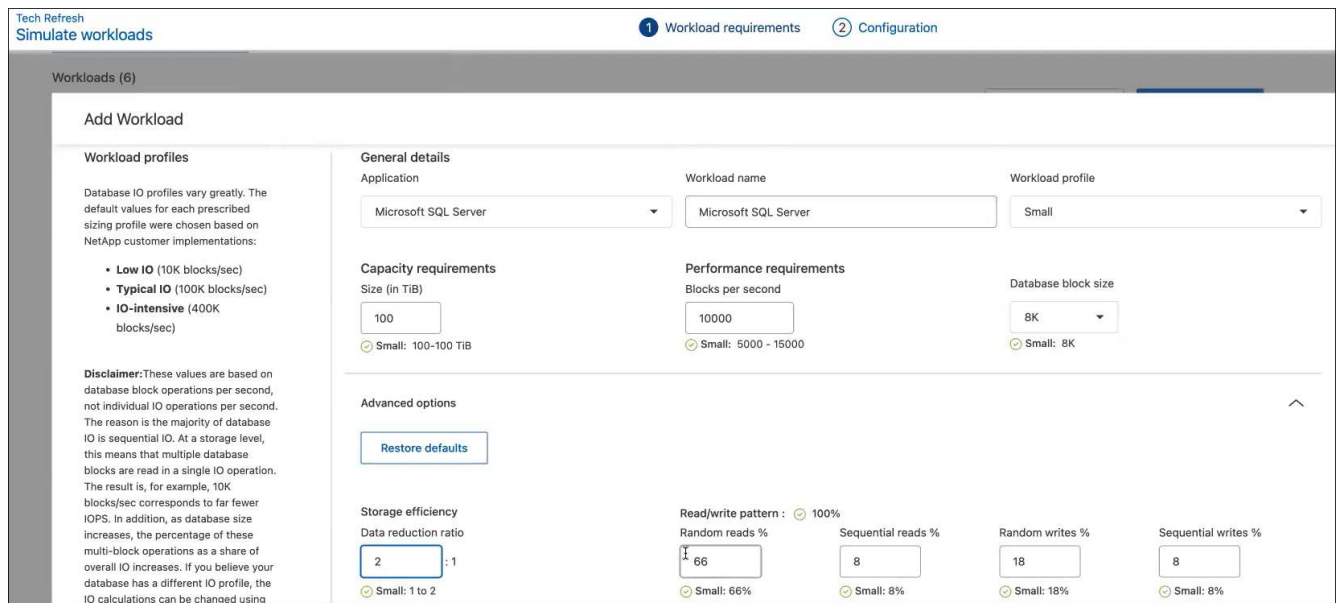 Tech Refresh
Simulate workloads
1 Workload requirements
2 Configuration
Workloads (6)
Add Workload
Workload profiles
Database IO profiles vary greatly. The
default values for each prescribed
sizing profile were chosen based on
NetApp customer implementations:
• Low IO (10K blocks/sec)
• Typical IO (100K blocks/sec)
• IO-intensive (400K
blocks/sec)
Disclaimer:These values are based on
database block operations per second,
not individual IO operations per second.
The reason is the majority of database
IO is sequential IO. At a storage level,
this means that multiple database
blocks are read in a single IO operation.
The result is, for example, 10K
blocks/sec corresponds to far fewer
IOPS. In addition, as database size
increases, the percentage of these
multi-block operations as a share of
overall IO increases. If you believe your
database has a different IO profile, the
IO calculations can be changed using
General details
Application
Workload name
Workload profile
Microsoft SQL Server
Microsoft SQL Server
Small
Capacity requirements
Performance requirements
Size (in TiB)
Blocks per second
Database block size
100
10000
8K
Small: 100-100 TiB
Small: 5000 - 15000
Small: 8K
Advanced options
Restore defaults
Storage efficiency
Read/write pattern : 100%
Data reduction ratio
Random reads %
Sequential reads %
Random writes %
Sequential writes %
2 : 1
66
8
18
8
Small: 1 to 2
Small: 66%
Small: 8%
Small: 18%
Small: 8%